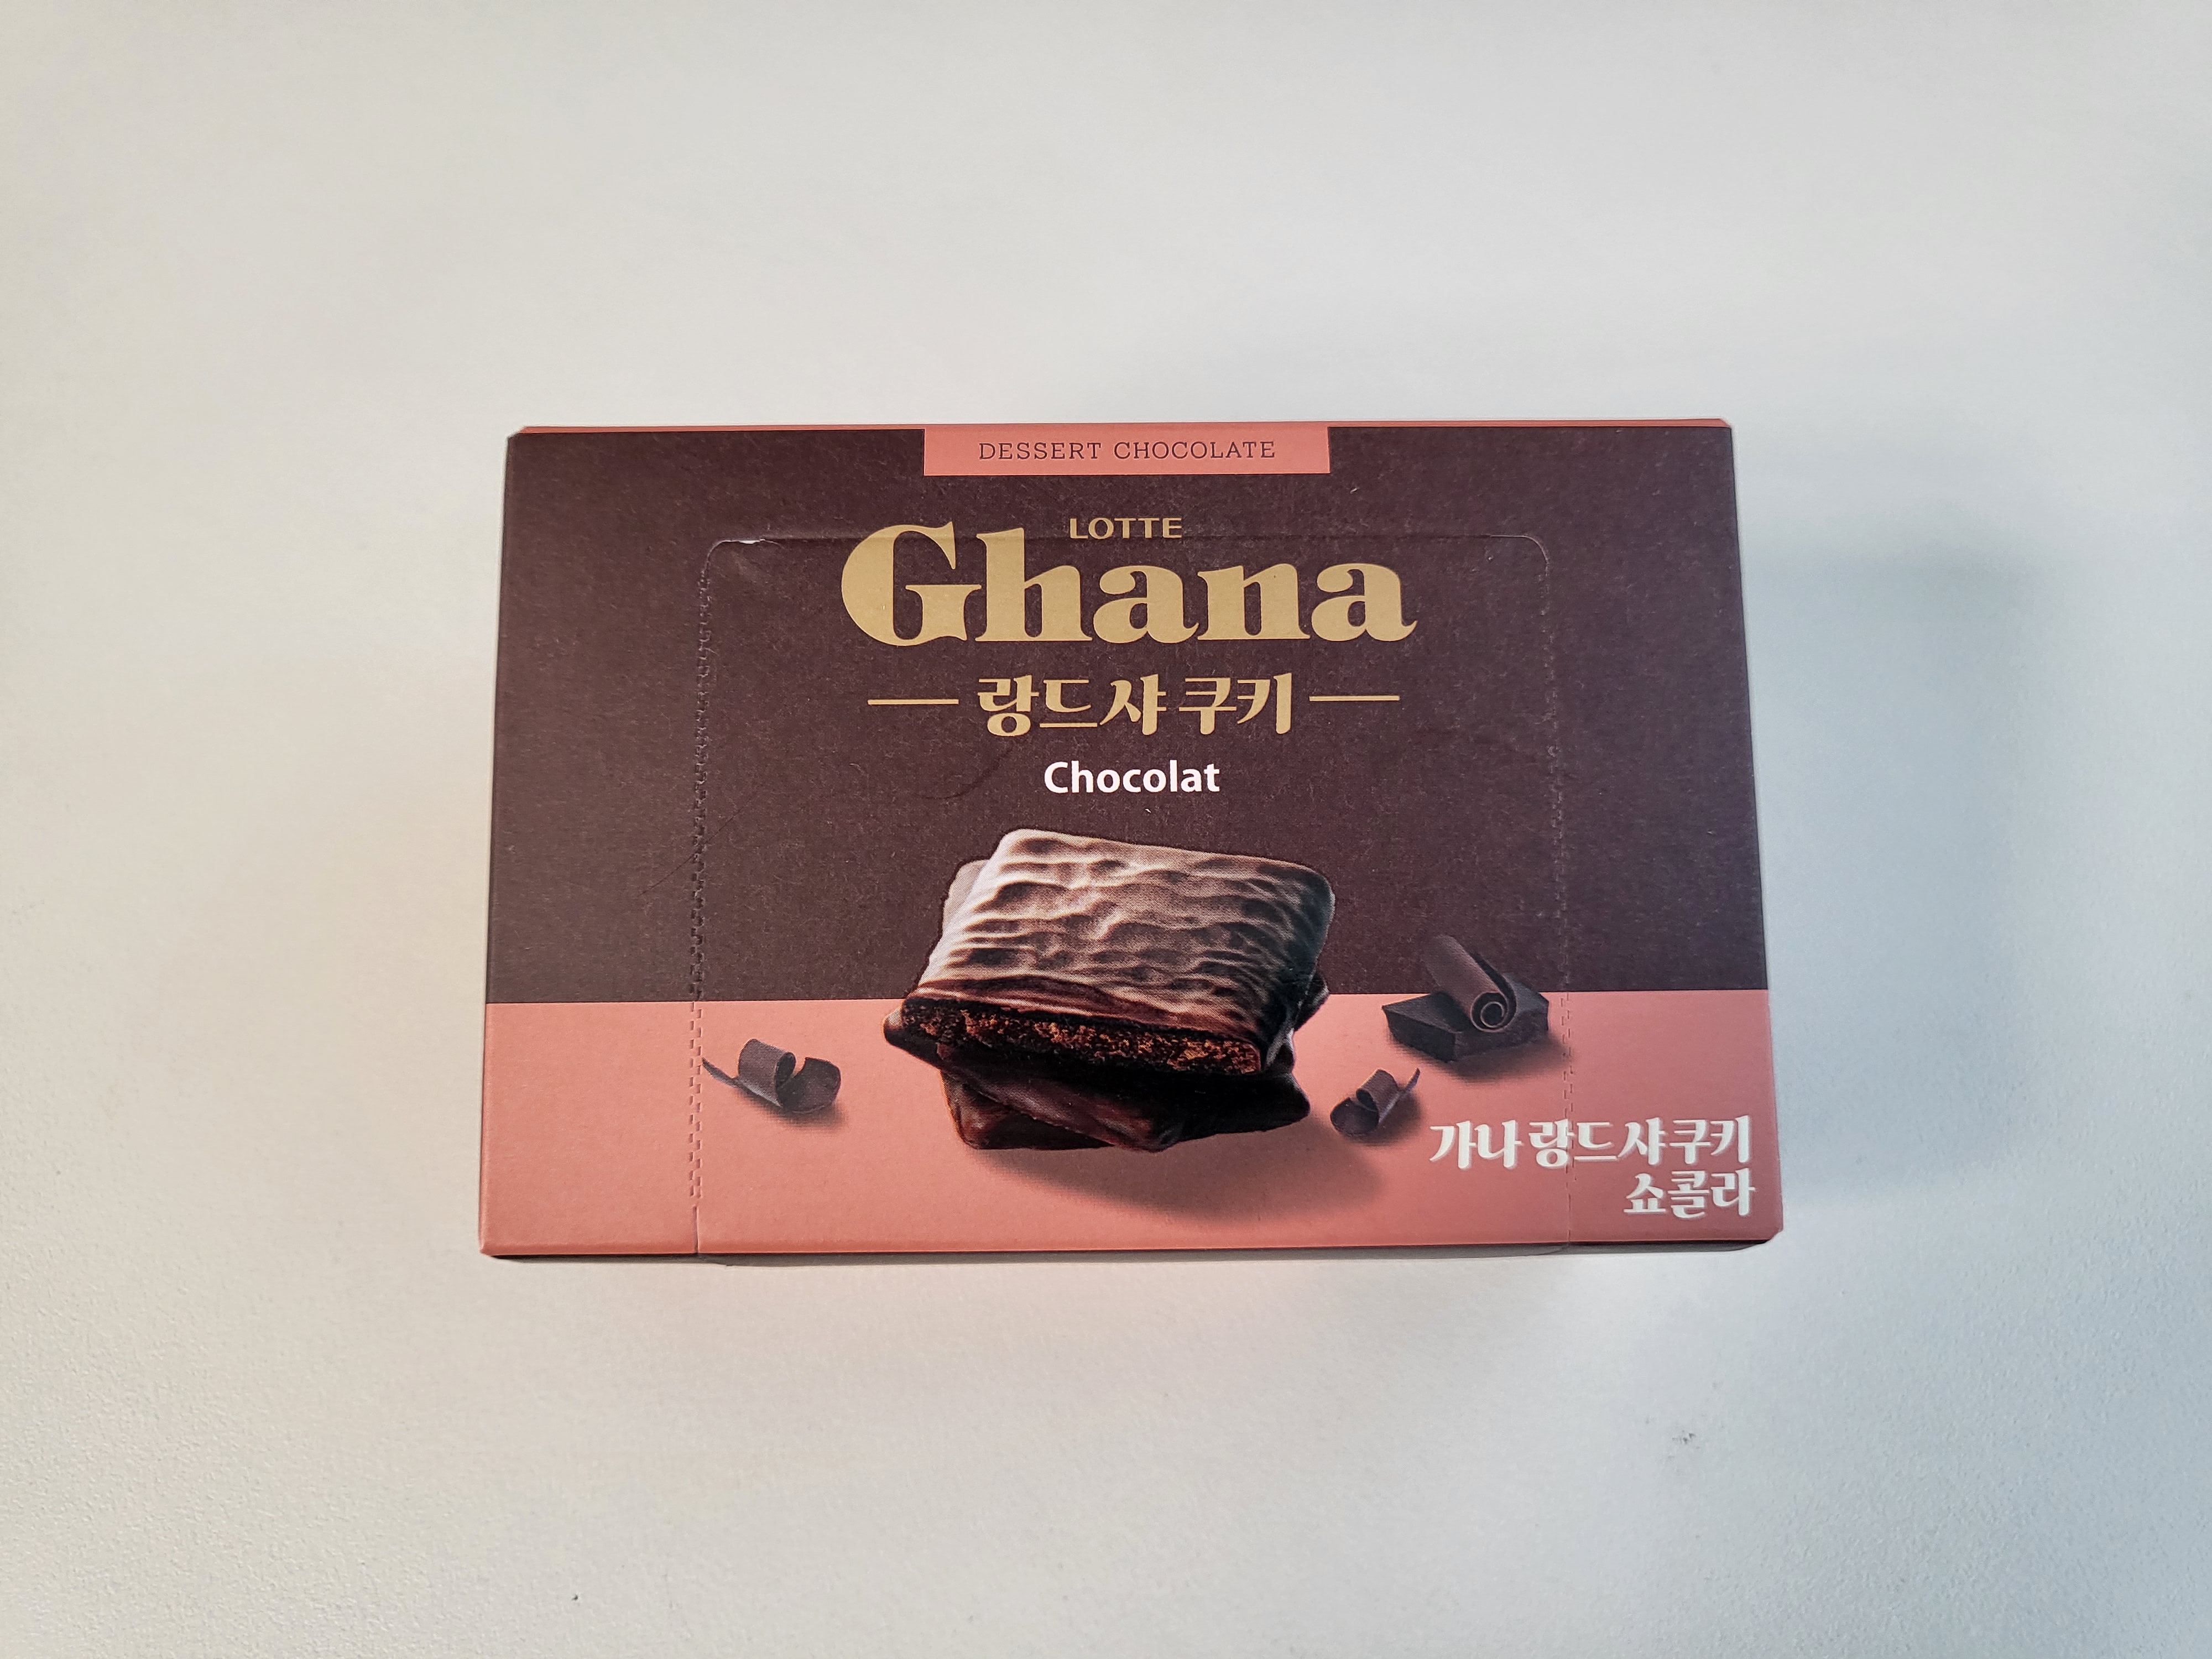 DESSERT CHOCOLATE
LOTTE
Ghana
랑드샤 쿠키
Chocolat
가나 랑드샤 쿠키
쇼콜라